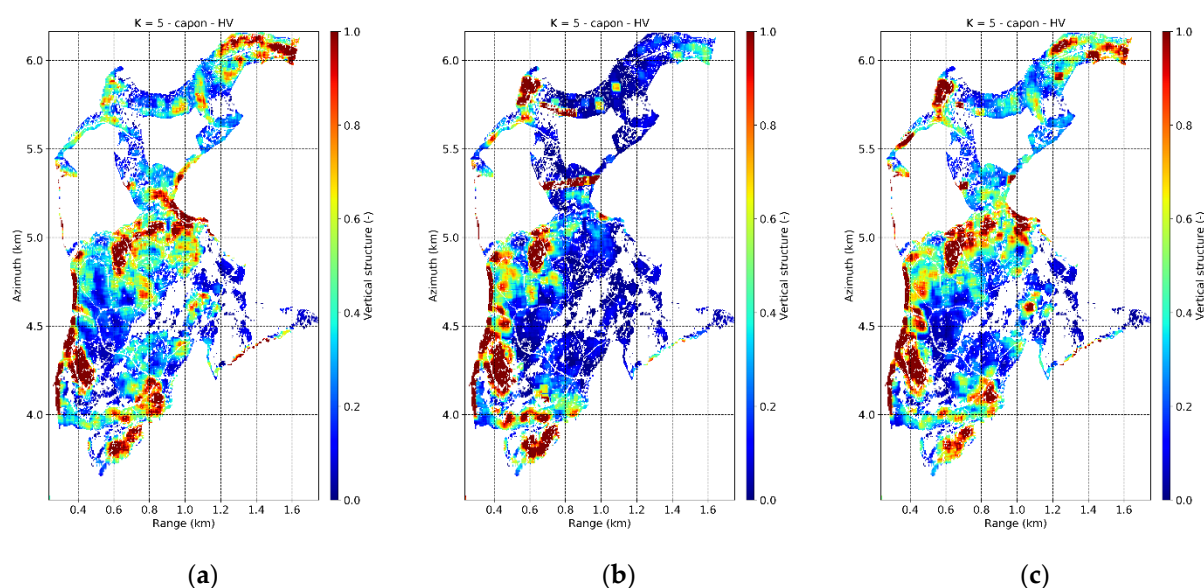 K = 5 - capon - HV
Azimuth (km)
6.0
5.5
5.0
4.5
4.0
0.4 0.6 0.8 1.0 1.2 1.4 1.6
Range (km)
1.0
0.8
0.6
0.4
0.2
0.0
Vertical structure (-)
(a)
K = 5 - capon - HV
Azimuth (km)
6.0
5.5
5.0
4.5
4.0
0.4 0.6 0.8 1.0 1.2 1.4 1.6
Range (km)
1.0
0.8
0.6
0.4
0.2
0.0
Vertical structure (-)
(b)
K = 5 - capon - HV
Azimuth (km)
6.0
5.5
5.0
4.5
4.0
0.4 0.6 0.8 1.0 1.2 1.4 1.6
Range (km)
1.0
0.8
0.6
0.4
0.2
0.0
Vertical structure (-)
(c)